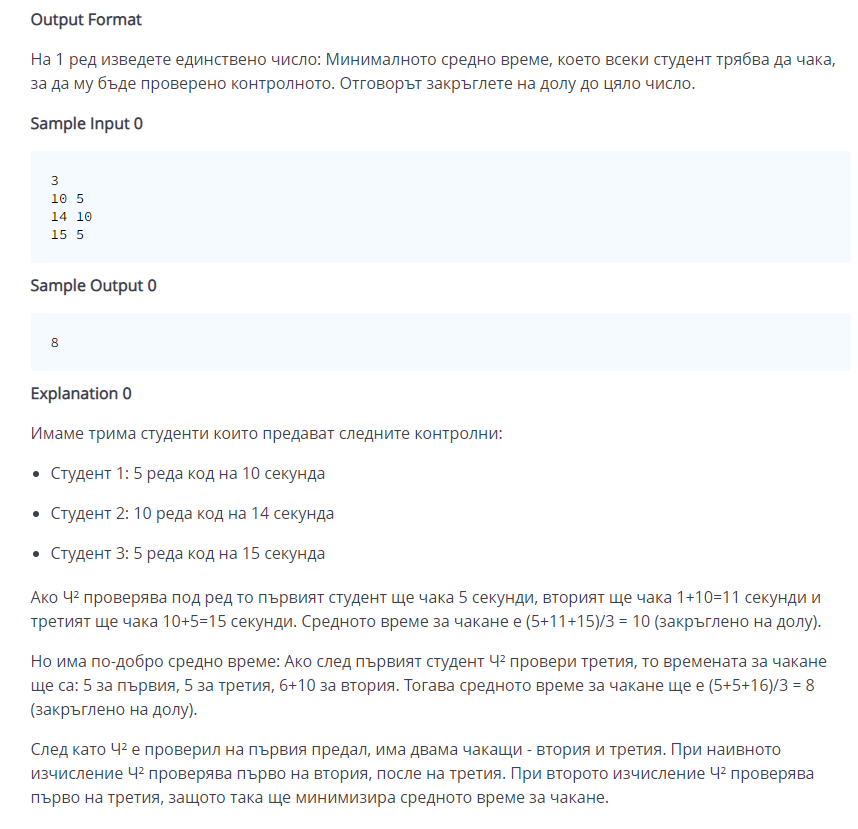 Output Format
На 1 ред изведете единствено число: Минималното средно време, което всеки студент трябва да чака,
за да му бъде проверено контролното. Отговорът закръглете на долу до цяло число.
Sample Input 0
3
10 5
14 10
15 5
Sample Output 0
8
Explanation 0
Имаме трима студенти които предават следните контролни:
• Студент 1: 5 реда код на 10 секунда
• Студент 2: 10 реда код на 14 секунда
• Студент 3: 5 реда код на 15 секунда
Ако Ч² проверява под ред то първият студент ще чака 5 секунди, вторият ще чака 1+10=11 секунди и
третият ще чака 10+5=15 секунди. Средното време за чакане е (5+11+15)/3 = 10 (закръглено на долу).
Но има по-добро средно време: Ако след първият студент Ч² провери третия, то времената за чакане
ще са: 5 за първия, 5 за третия, 6+10 за втория. Тогава средното време за чакане ще е (5+5+16)/3 = 8
(закръглено на долу).
След като Ч² е проверил на първия предал, има двама чакащи - втория и третия. При наивното
изчисление Ч² проверява първо на втория, после на третия. При второто изчисление Ч² проверява
първо на третия, защото така ще минимизира средното време за чакане.